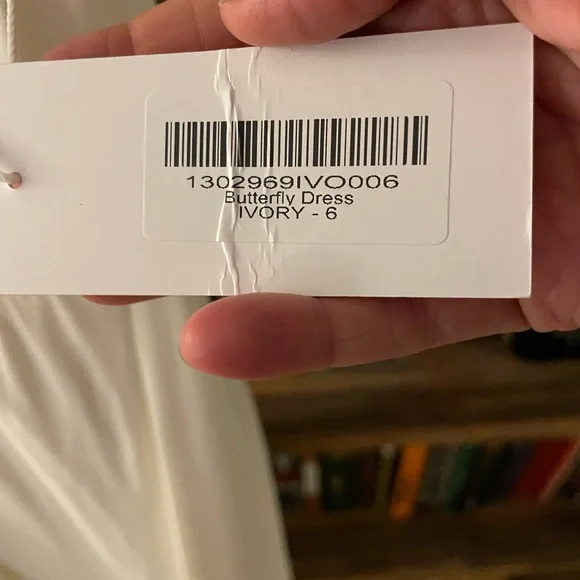 1302969IVO006
Butterfly Dress
IVORY - 6